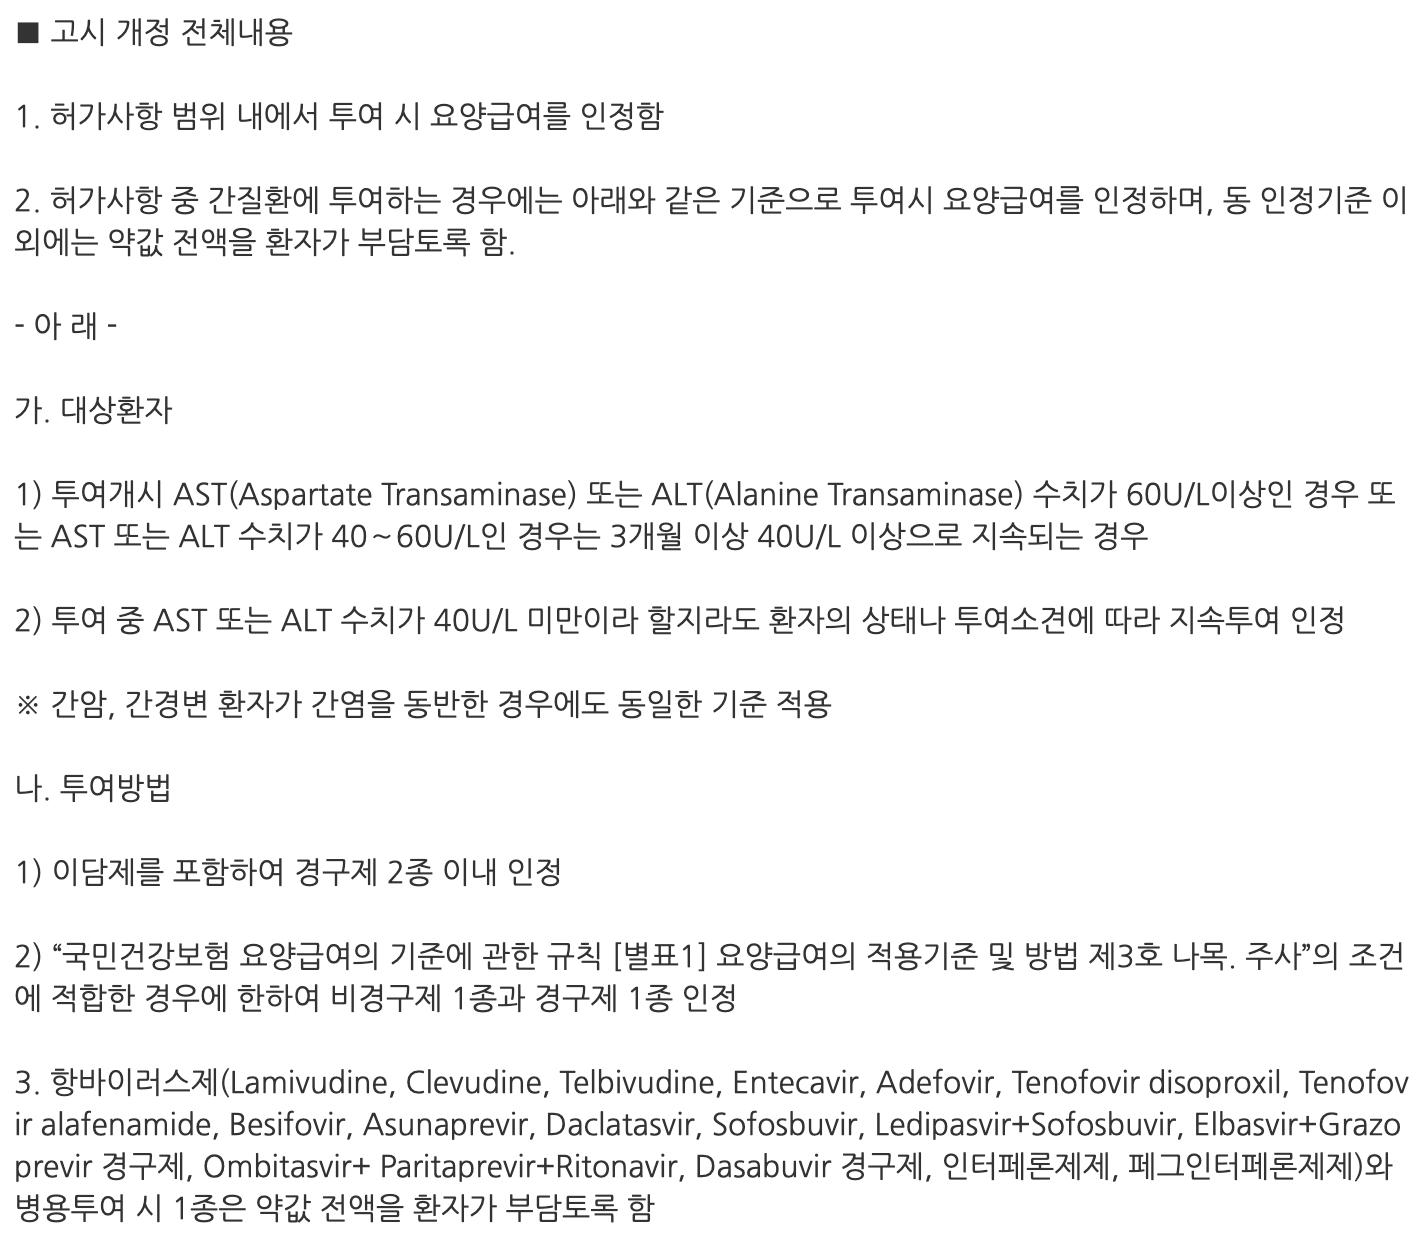 ■ 고시 개정 전체내용
1. 허가사항 범위 내에서 투여 시 요양급여를 인정함
2. 허가사항 중 간질환에 투여하는 경우에는 아래와 같은 기준으로 투여시 요양급여를 인정하며, 동 인정기준 이
외에는 약값 전액을 환자가 부담토록 함.
- 아 래 -
가. 대상환자
1) 투여개시 AST(Aspartate Transaminase) 또는 ALT(Alanine Transaminase) 수치가 60U/L이상인 경우 또
는 AST 또는 ALT 수치가 40～60U/L인 경우는 3개월 이상 40U/L 이상으로 지속되는 경우
2) 투여 중 AST 또는 ALT 수치가 40U/L 미만이라 할지라도 환자의 상태나 투여소견에 따라 지속투여 인정
※ 간암, 간경변 환자가 간염을 동반한 경우에도 동일한 기준 적용
나. 투여방법
1) 이담제를 포함하여 경구제 2종 이내 인정
2) “국민건강보험 요양급여의 기준에 관한 규칙 [별표1] 요양급여의 적용기준 및 방법 제3호 나목. 주사”의 조건
에 적합한 경우에 한하여 비경구제 1종과 경구제 1종 인정
3. 항바이러스제(Lamivudine, Clevudine, Telbivudine, Entecavir, Adefovir, Tenofovir disoproxil, Tenofov
ir alafenamide, Besifovir, Asunaprevir, Daclatasvir, Sofosbuvir, Ledipasvir+Sofosbuvir, Elbasvir+Grazo
previr 경구제, Ombitasvir+ Paritaprevir+Ritonavir, Dasabuvir 경구제, 인터페론제제, 페그인터페론제제)와
병용투여 시 1종은 약값 전액을 환자가 부담토록 함